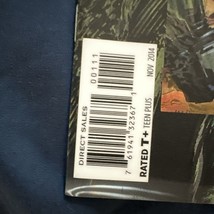 00111
DIRECT SALES
7 61941 32367 1
RATED T+ TEEN PLUS
NOV 2014